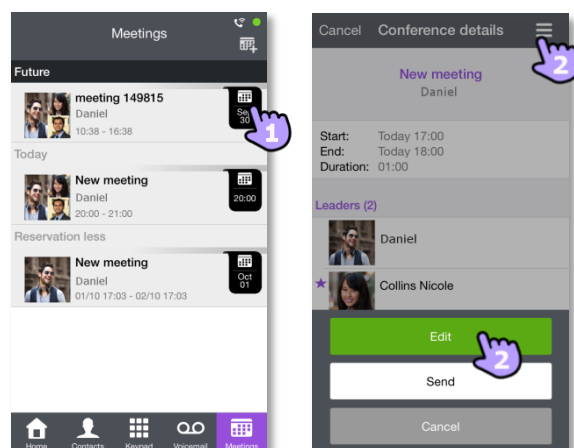 Meetings
Future
meeting 149815
Daniel
10:38 - 16:38
Sep
30
1
Today
New meeting
Daniel
20:00 - 21:00
20:00
Reservation less
New meeting
Daniel
01/10 17:03 - 02/10 17:03
Oct
01
Home Contacts Keypad Voicemail Meetings
Cancel Conference details
2
New meeting
Daniel
Start: Today 17:00
End: Today 18:00
Duration: 01:00
Leaders (2)
Daniel
Collins Nicole
Edit
2
Send
Cancel